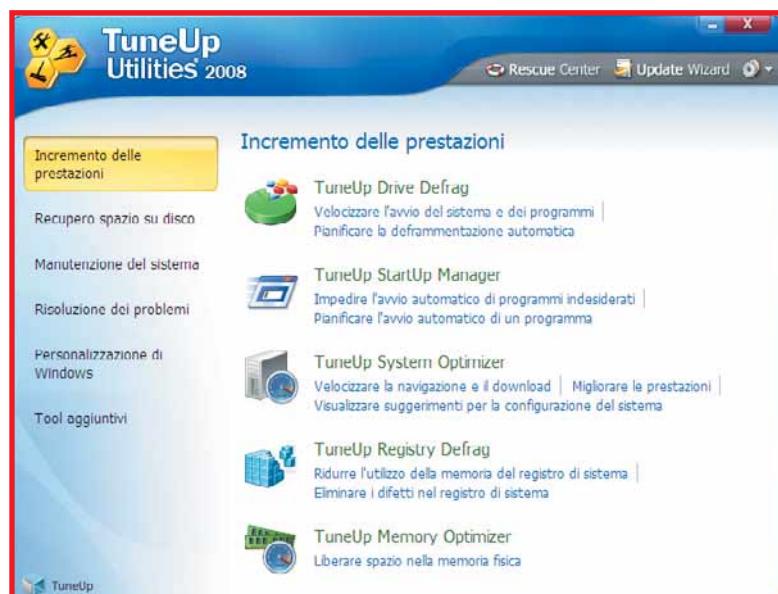 TuneUp
Utilities 2008
Rescue Center Update Wizard
Incremento delle
prestazioni
Recupero spazio su disco
Manutenzione del sistema
Risoluzione dei problemi
Personalizzazione di
Windows
Tool aggiuntivi
Incremento delle prestazioni
TuneUp Drive Defrag
Velocizzare l'avvio del sistema e dei programmi
Pianificare la deframmentazione automatica
TuneUp StartUp Manager
Impedire l'avvio automatico di programmi indesiderati
Pianificare l'avvio automatico di un programma
TuneUp System Optimizer
Velocizzare la navigazione e il download | Migliorare le prestazioni
Visualizzare suggerimenti per la configurazione del sistema
TuneUp Registry Defrag
Ridurre l'utilizzo della memoria del registro di sistema
Eliminare i difetti nel registro di sistema
TuneUp Memory Optimizer
Liberare spazio nella memoria fisica
TuneUp